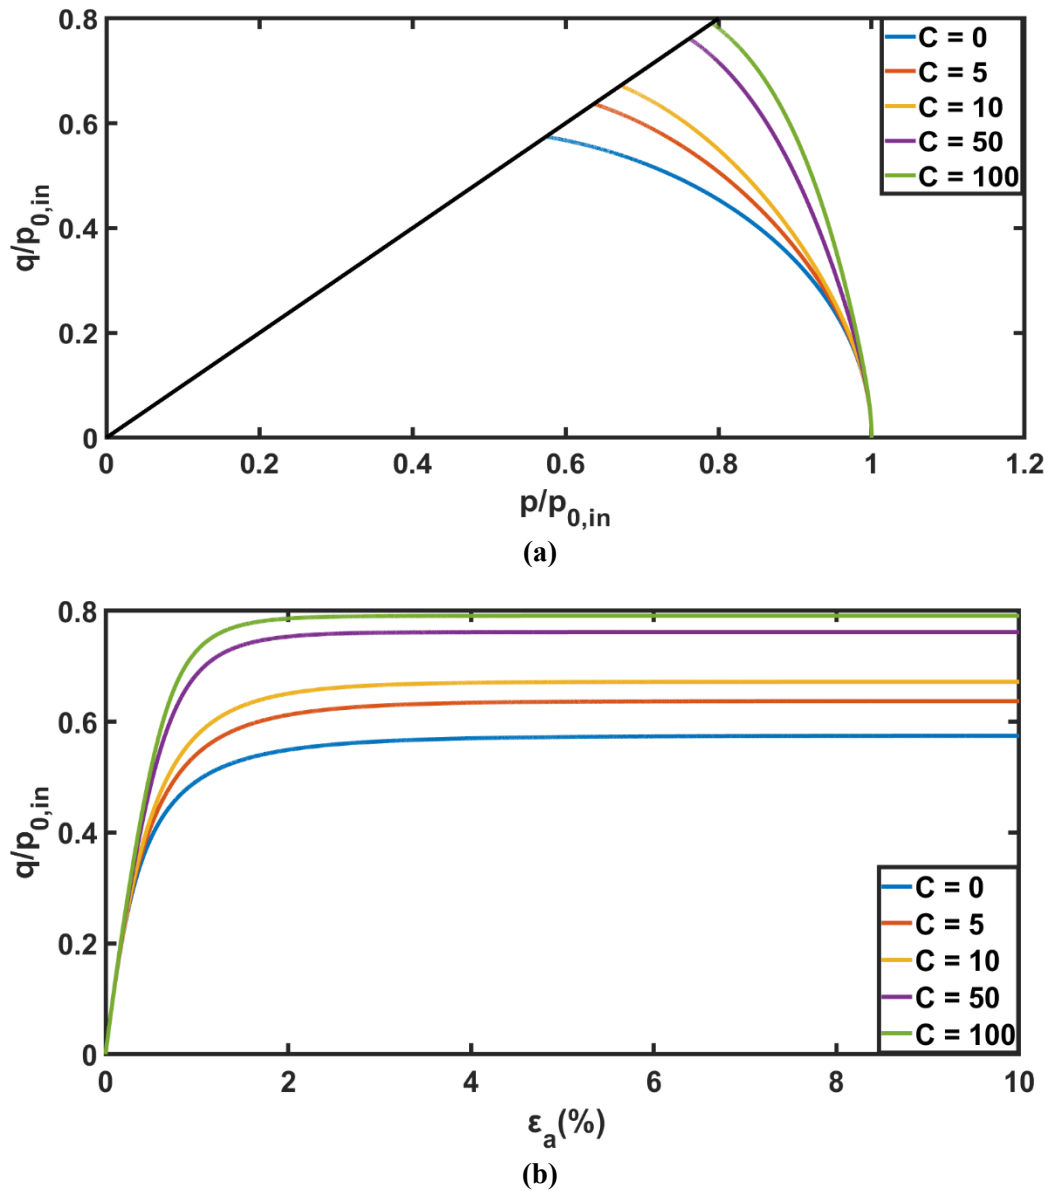 0.8
0.6
0.4
0.2
0
q/p0,in
0 0.2 0.4 0.6 0.8 1 1.2
p/p0,in
C = 0
C = 5
C = 10
C = 50
C = 100
(a)
0.8
0.6
0.4
0.2
0
q/p0,in
0 2 4 6 8 10
εa(%)
C = 0
C = 5
C = 10
C = 50
C = 100
(b)